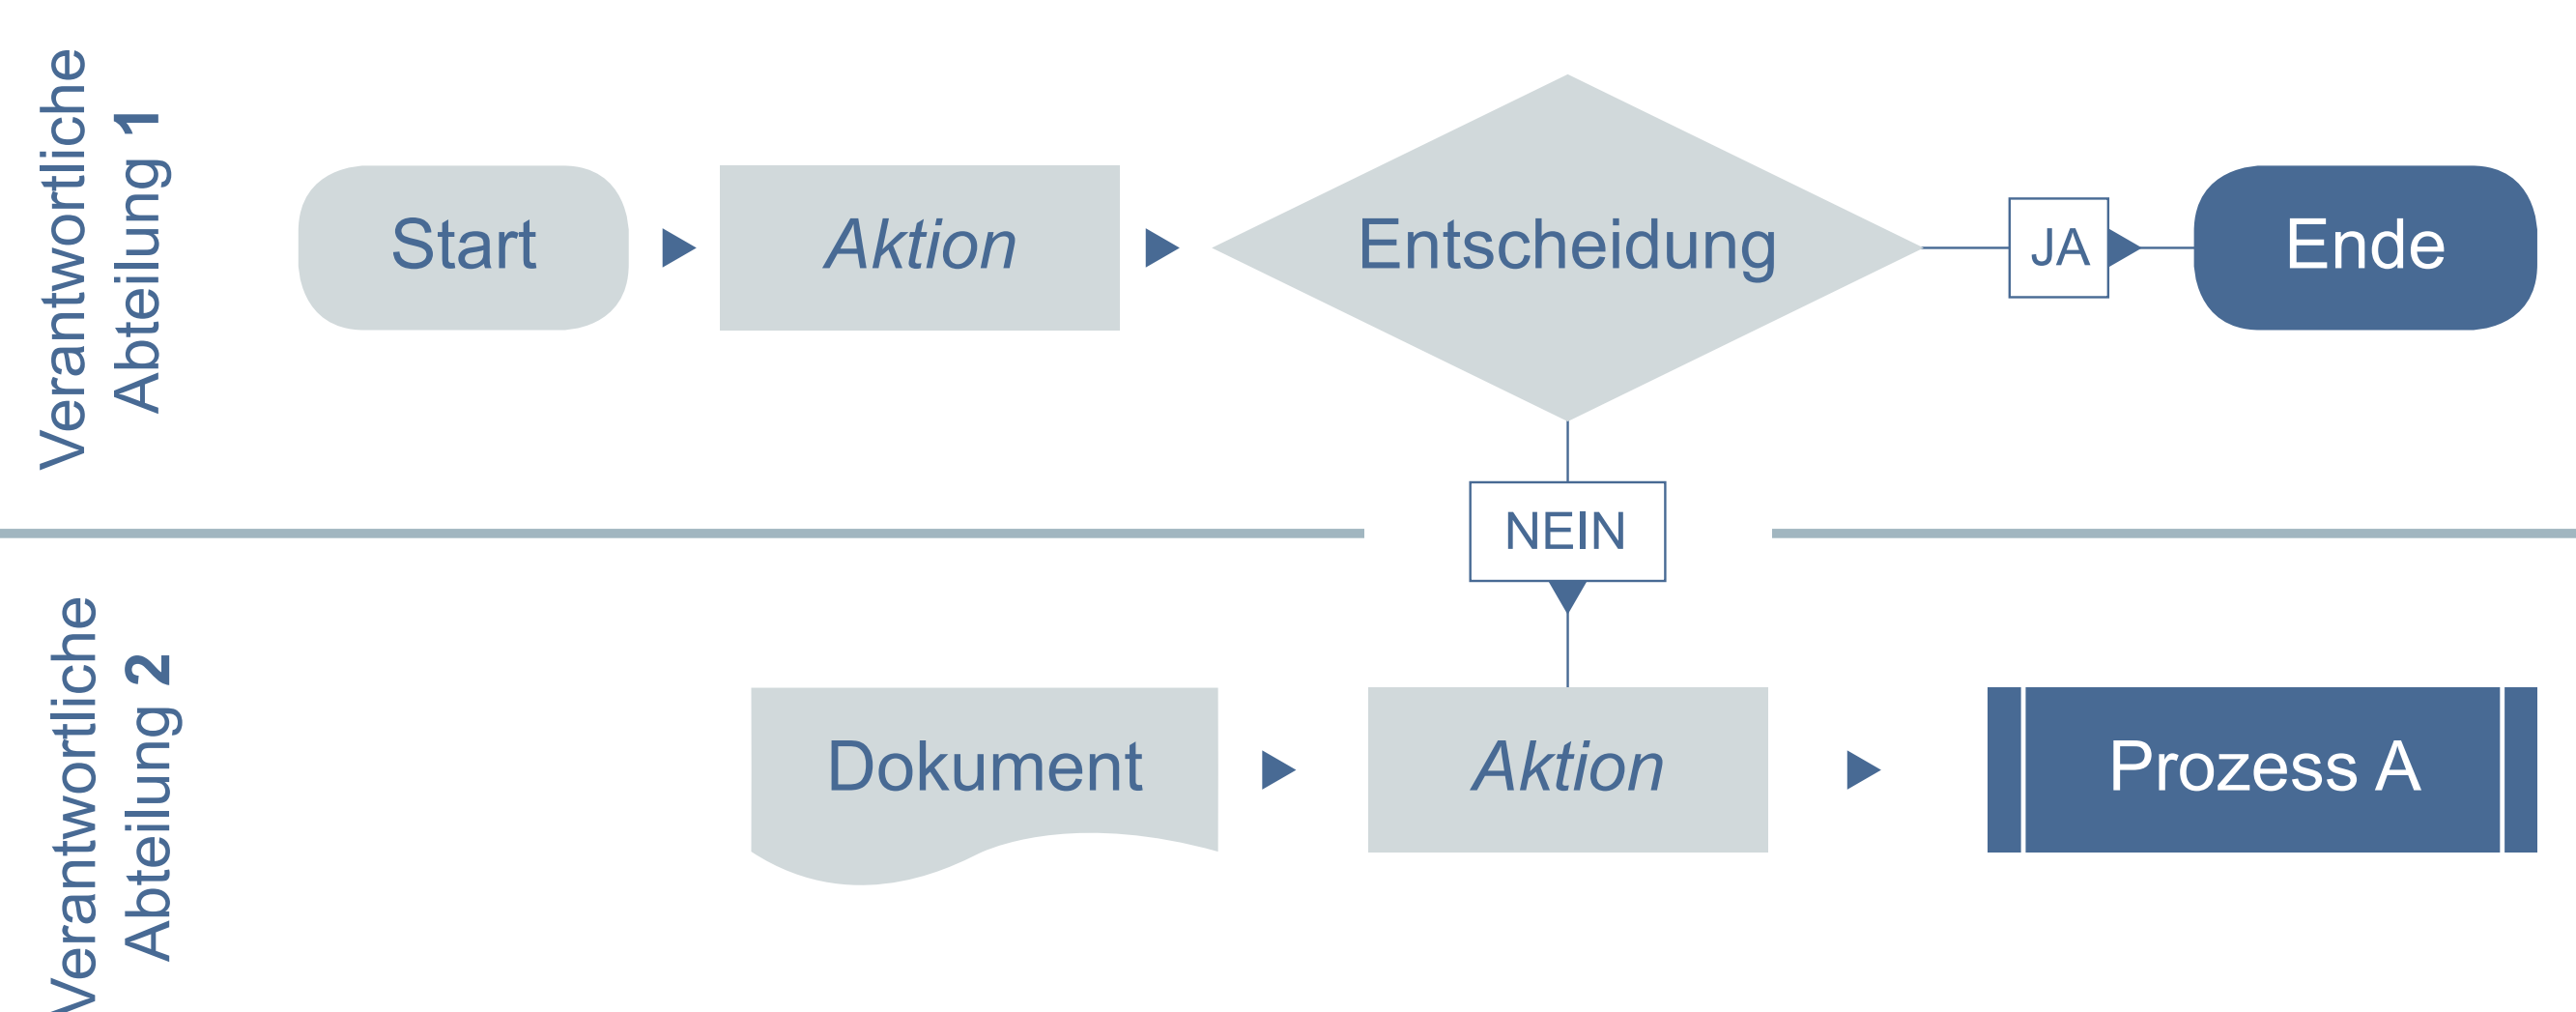 Verantwortliche
Abteilung 1
Start
Aktion
Entscheidung
JA
Ende
NEIN
Verantwortliche
Abteilung 2
Dokument
Aktion
Prozess A